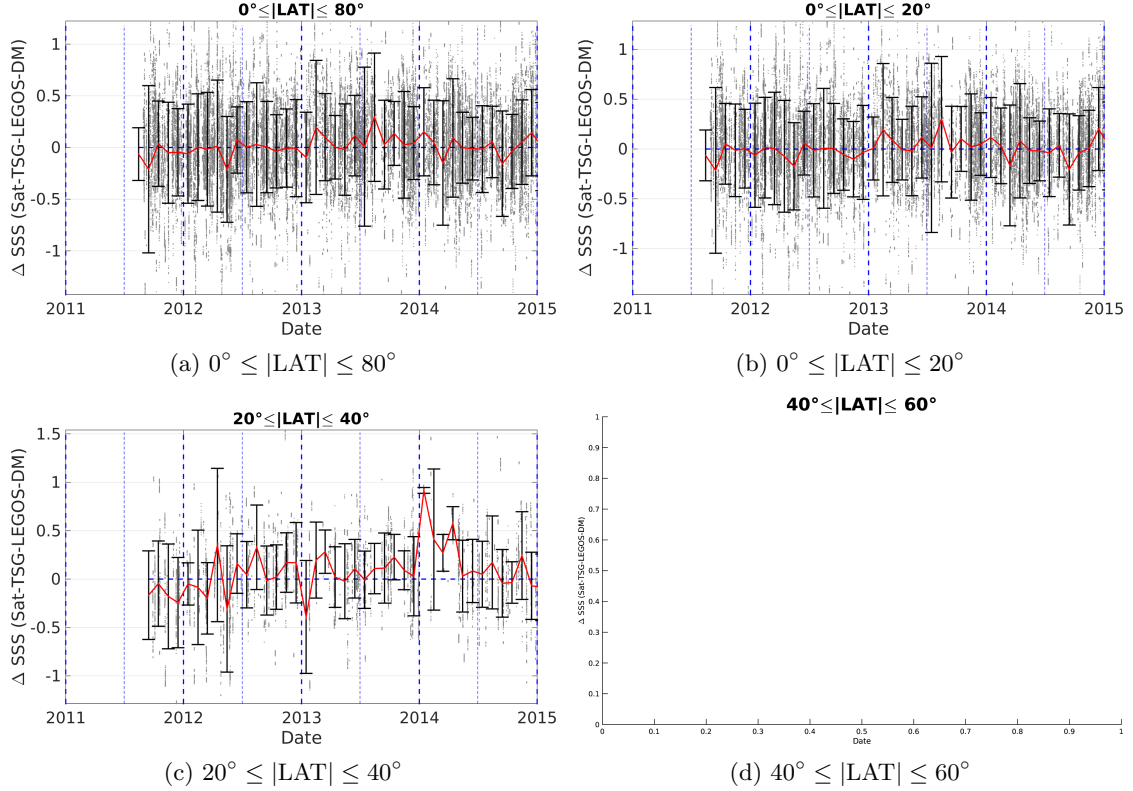 0°≤|LAT|≤ 80°
Δ SSS (Sat-TSG-LEGOS-DM)
1
0.5
0
-0.5
-1
2011 2012 2013 2014 2015
Date
(a) 0° ≤ |LAT| ≤ 80°
0°≤|LAT|≤ 20°
Δ SSS (Sat-TSG-LEGOS-DM)
1
0.5
0
-0.5
-1
2011 2012 2013 2014 2015
Date
(b) 0° ≤ |LAT| ≤ 20°
20°≤|LAT|≤ 40°
Δ SSS (Sat-TSG-LEGOS-DM)
1.5
1
0.5
0
-0.5
-1
2011 2012 2013 2014 2015
Date
(c) 20° ≤ |LAT| ≤ 40°
40°≤|LAT|≤ 60°
Δ SSS (Sat-TSG-LEGOS-DM)
1
0.9
0.8
0.7
0.6
0.5
0.4
0.3
0.2
0.1
0
0 0.1 0.2 0.3 0.4 0.5 0.6 0.7 0.8 0.9 1
Date
(d) 40° ≤ |LAT| ≤ 60°